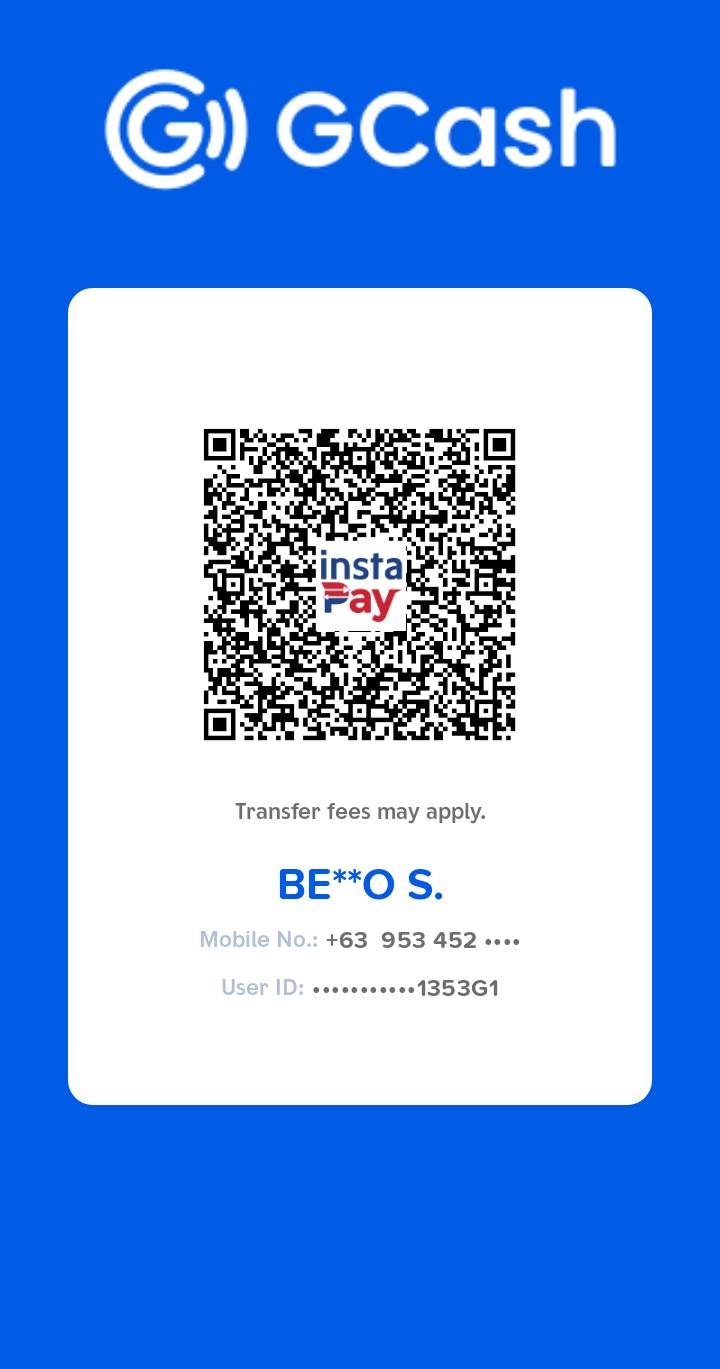 GCash
insta
Pay
Transfer fees may apply.
BE**O S.
Mobile No.: +63 953 452 ••••
User ID: •••••••••••1353G1